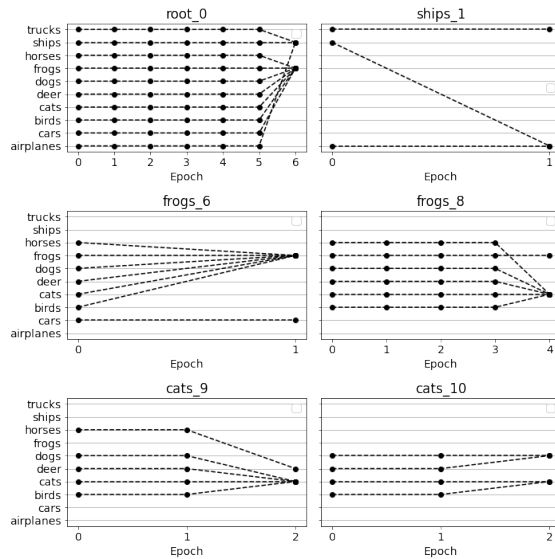 root_0
ships_1
trucks
ships
horses
frogs
dogs
deer
cats
birds
cars
airplanes
0 1 2 3 4 5 6
0 1
Epoch
Epoch
frogs_6
frogs_8
trucks
ships
horses
frogs
dogs
deer
cats
birds
cars
airplanes
0 1
0 1 2 3 4
Epoch
Epoch
cats_9
cats_10
trucks
ships
horses
frogs
dogs
deer
cats
birds
cars
airplanes
0 1 2
0 1 2
Epoch
Epoch